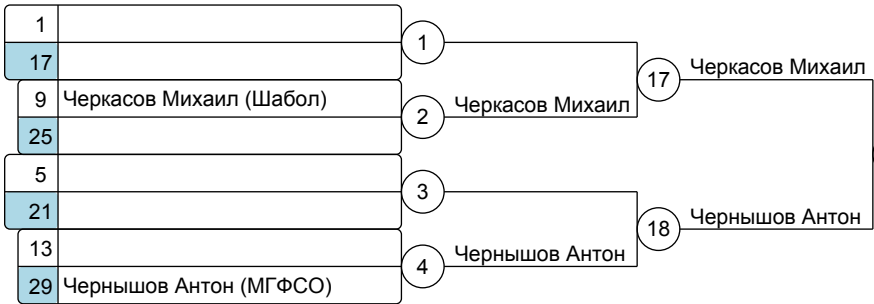 1
17
1
9 Черкасов Михаил (Шабол)
25
2 Черкасов Михаил
17 Черкасов Михаил
5
21
3
13
29 Чернышов Антон (МГФСО)
4 Чернышов Антон
18 Чернышов Антон